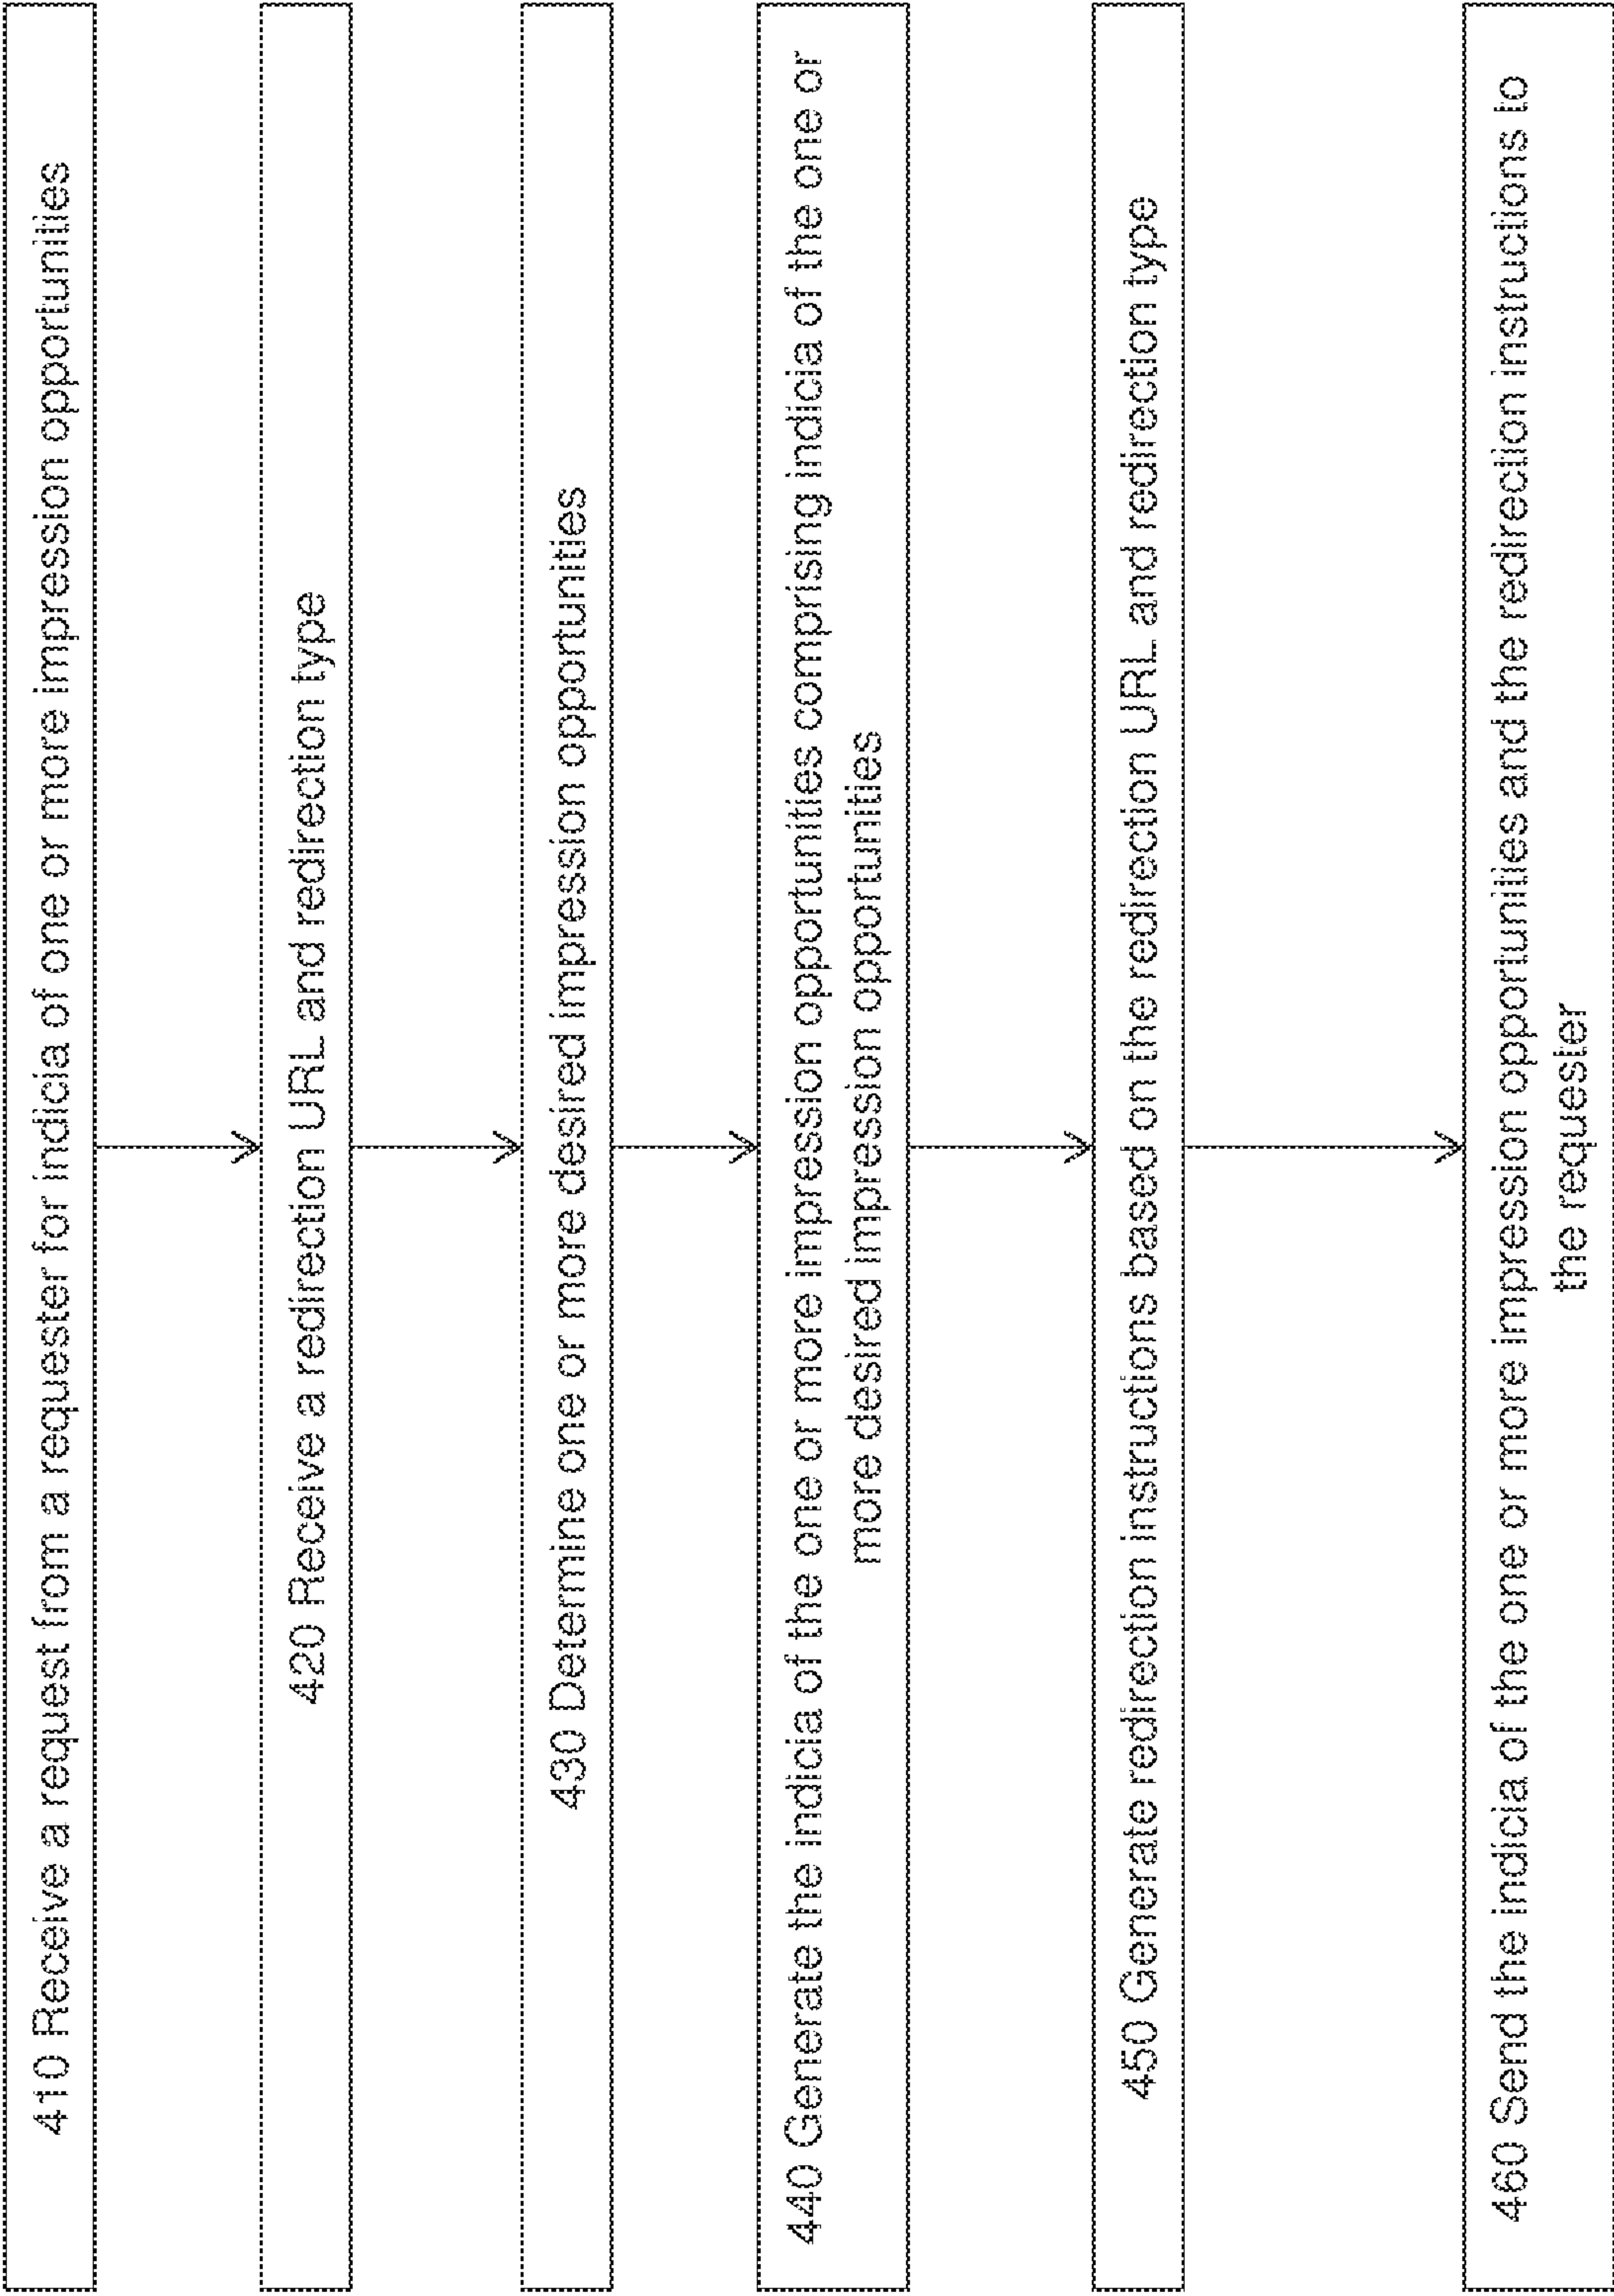 410 Receive a request from a requester for indicia of one or more impression opportunities
420 Receive a redirection URL and redirection type
430 Determine one or more desired impression opportunities
440 Generate the indicia of the one or more impression opportunities comprising indicia of the one or
more desired impression opportunities
450 Generate redirection instructions based on the redirection URL and redirection type
460 Send the indicia of the one or more impression opportunities and the redirection instructions to
the requester